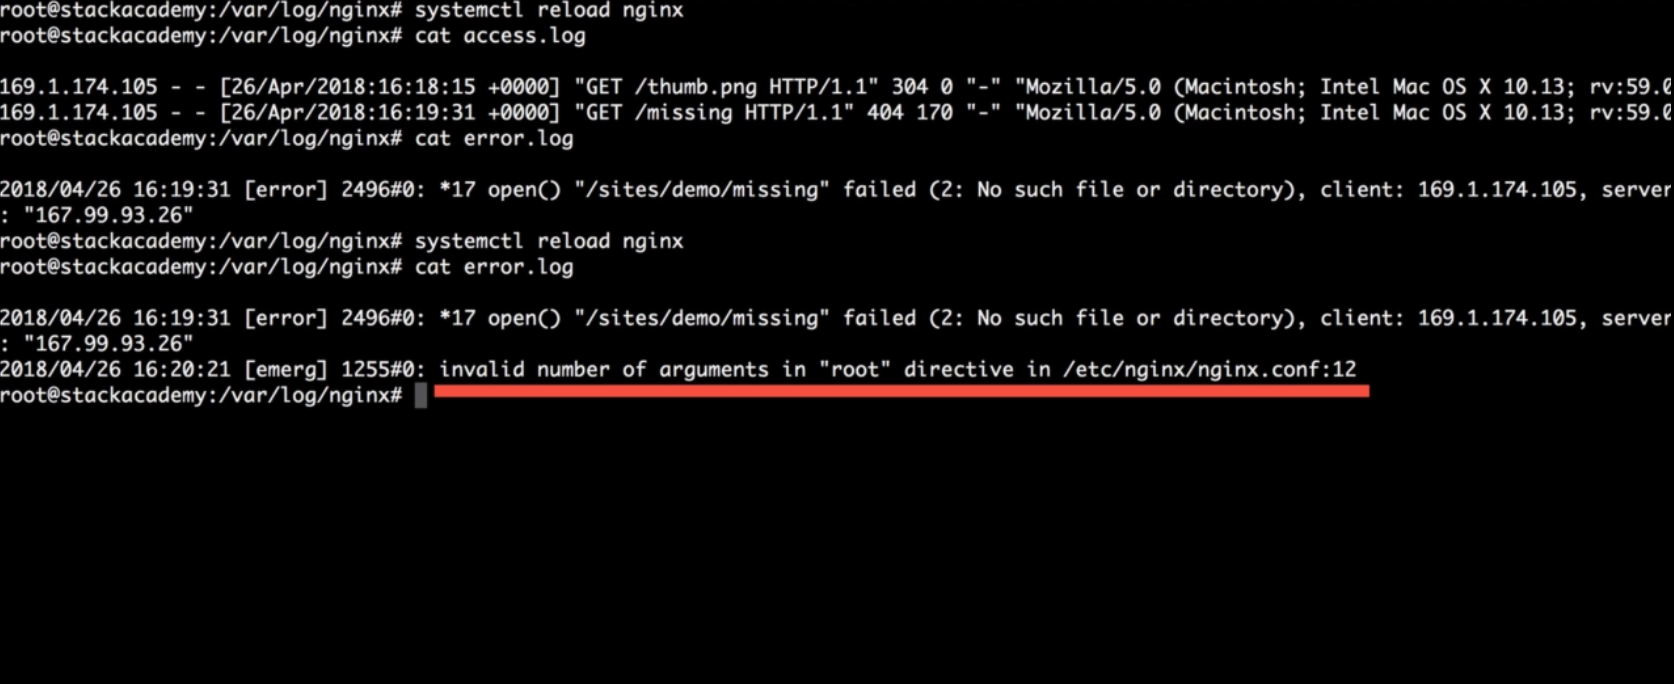 root@stackacademy:/var/log/nginx# systemctl reload nginx
root@stackacademy:/var/log/nginx# cat access.log
169.1.174.105 - - [26/Apr/2018:16:18:15 +0000] "GET /thumb.png HTTP/1.1" 304 0 "-" "Mozilla/5.0 (Macintosh; Intel Mac OS X 10.13; rv:59.0
169.1.174.105 - - [26/Apr/2018:16:19:31 +0000] "GET /missing HTTP/1.1" 404 170 "-" "Mozilla/5.0 (Macintosh; Intel Mac OS X 10.13; rv:59.0
root@stackacademy:/var/log/nginx# cat error.log
2018/04/26 16:19:31 [error] 2496#0: *17 open() "/sites/demo/missing" failed (2: No such file or directory), client: 169.1.174.105, server
: "167.99.93.26"
root@stackacademy:/var/log/nginx# systemctl reload nginx
root@stackacademy:/var/log/nginx# cat error.log
2018/04/26 16:19:31 [error] 2496#0: *17 open() "/sites/demo/missing" failed (2: No such file or directory), client: 169.1.174.105, server
: "167.99.93.26"
2018/04/26 16:20:21 [emerg] 1255#0: invalid number of arguments in "root" directive in /etc/nginx/nginx.conf:12
root@stackacademy:/var/log/nginx#